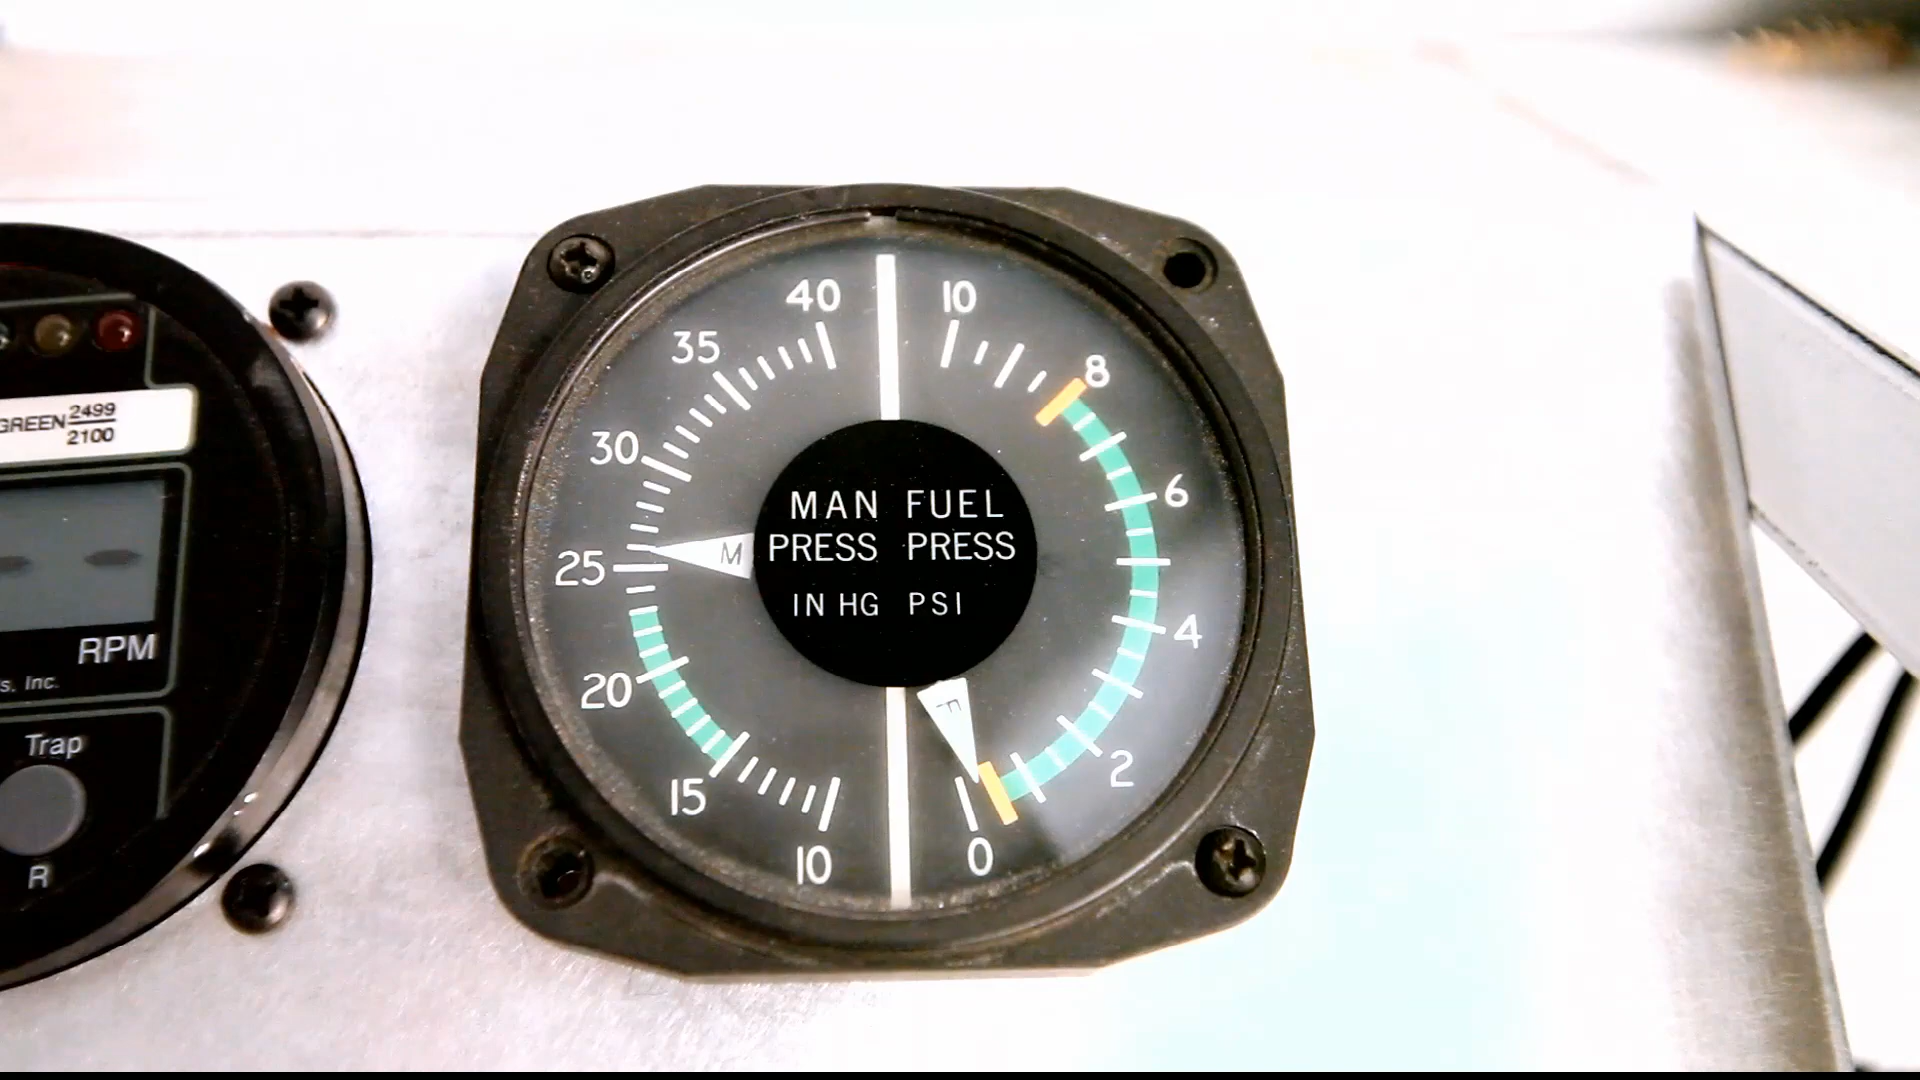 GREEN 2499
2100
RPM
s, Inc.
Trap
R
40
35
30
25
20
15
10
M
MAN FUEL
PRESS PRESS
IN HG PSI
10
8
6
4
2
0
F